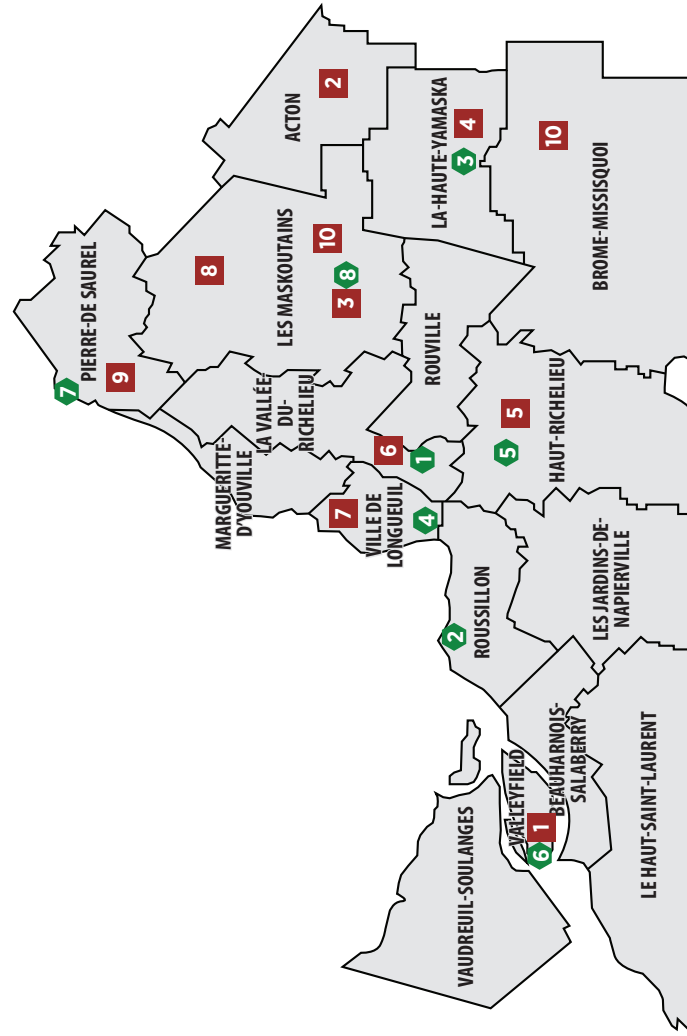 2
ACTON
4
LA-HAUTE-YAMASKA
3
10
BROME-MISSISQUOI
PIERRE-DE SAUREL
7
9
8
LES MASKOUTAINS
10
8
3
ROUVILLE
LA VALLÉE-
DU-
RICHELIEU
6
1
5
HAUT-RICHELIEU
5
MARGUERITTE-
D'YOUVILLE
7
VILLE DE
LONGUEUIL
4
2
ROUSSILLON
LES JARDINS-DE-
NAPIERVILLE
VALLEYFIELD
BEAUHARNOIS-
SALABERRY
1
6
VAUDREUIL-SOULANGES
LE HAUT-SAINT-LAURENT